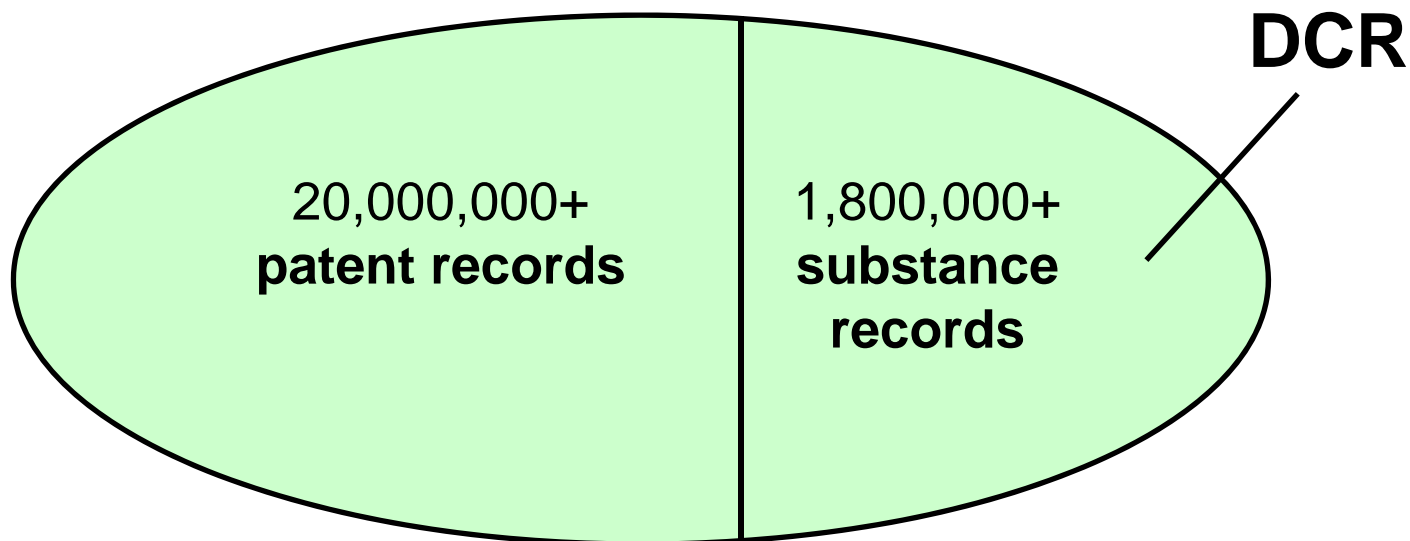 DCR
20,000,000+
patent records
1,800,000+
substance
records